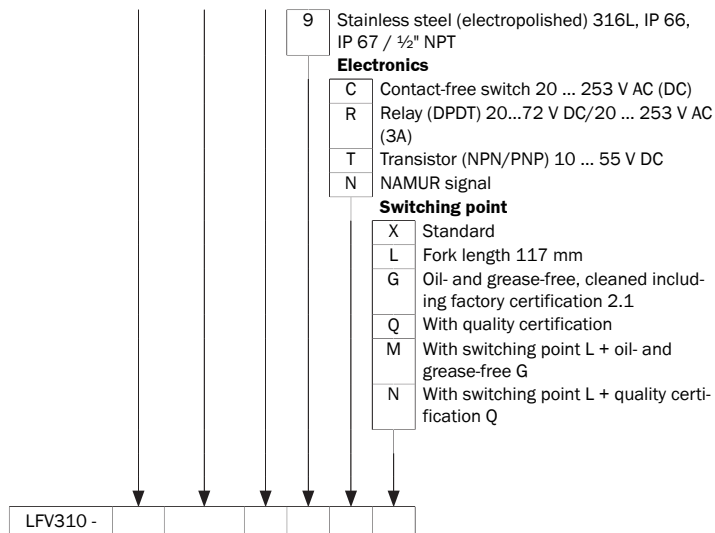 9 Stainless steel (electropolished) 316L, IP 66,
IP 67 / ½" NPT
Electronics
C Contact-free switch 20 ... 253 V AC (DC)
R Relay (DPDT) 20...72 V DC/20 ... 253 V AC
(3A)
T Transistor (NPN/PNP) 10 ... 55 V DC
N NAMUR signal
Switching point
X Standard
L Fork length 117 mm
G Oil- and grease-free, cleaned includ-
ing factory certification 2.1
Q With quality certification
M With switching point L + oil- and
grease-free G
N With switching point L + quality certi-
fication Q
LFV310 -